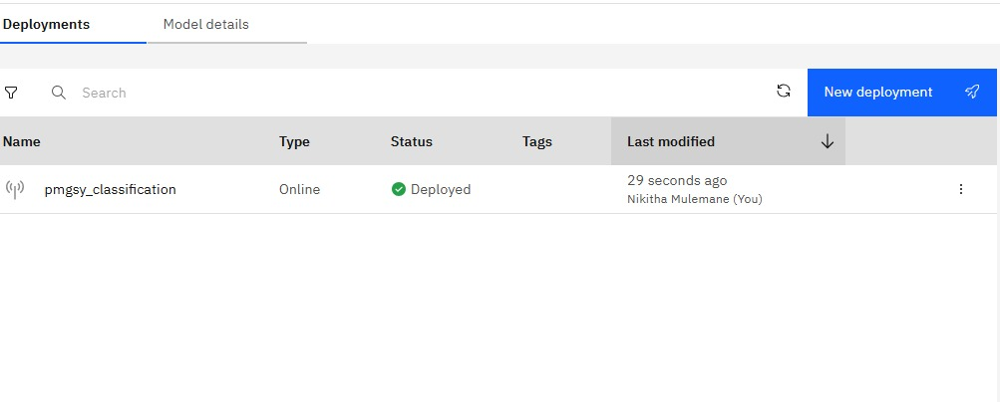 Deployments Model details
Search
New deployment
Name Type Status Tags Last modified
pmgsy_classification Online Deployed 29 seconds ago
Nikitha Mulemane (You)